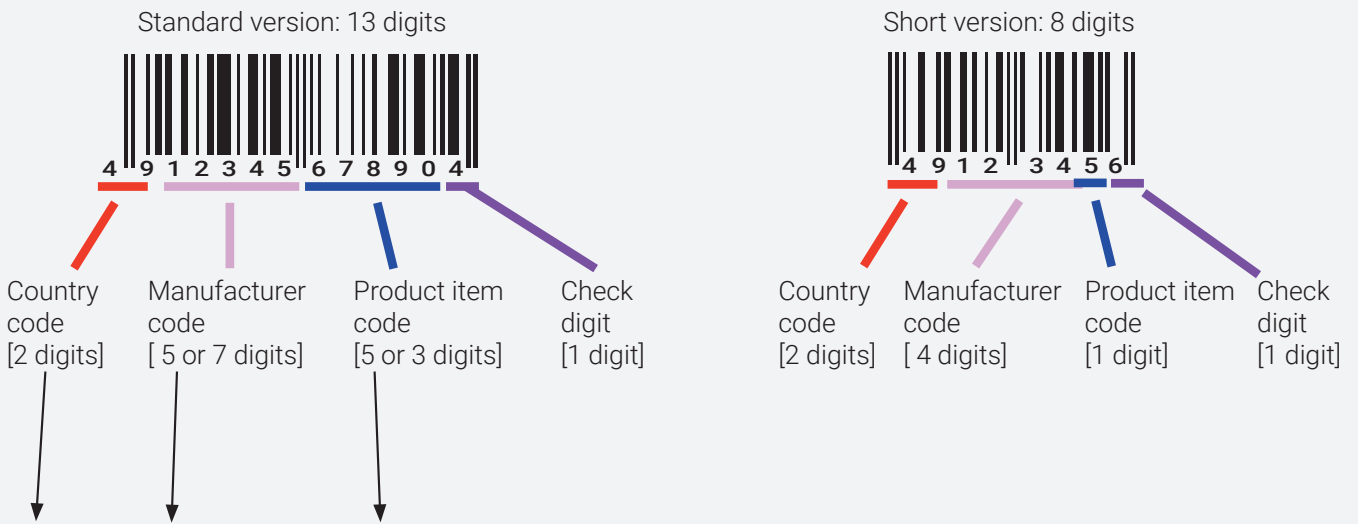 Standard version: 13 digits
4 9 1 2 3 4 5 6 7 8 9 0 4
Country code [2 digits]
Manufacturer code [ 5 or 7 digits]
Product item code [5 or 3 digits]
Check digit [1 digit]
Short version: 8 digits
4 9 1 2 3 4 5 6
Country code [2 digits]
Manufacturer code [ 4 digits]
Product item code [1 digit]
Check digit [1 digit]